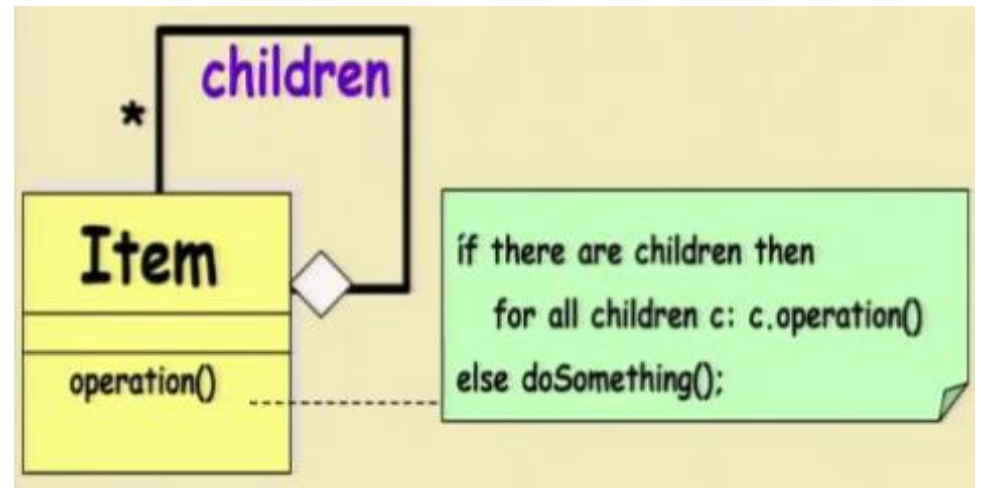 children
*
Item
operation()
if there are children then
for all children c: c.operation()
else doSomething();